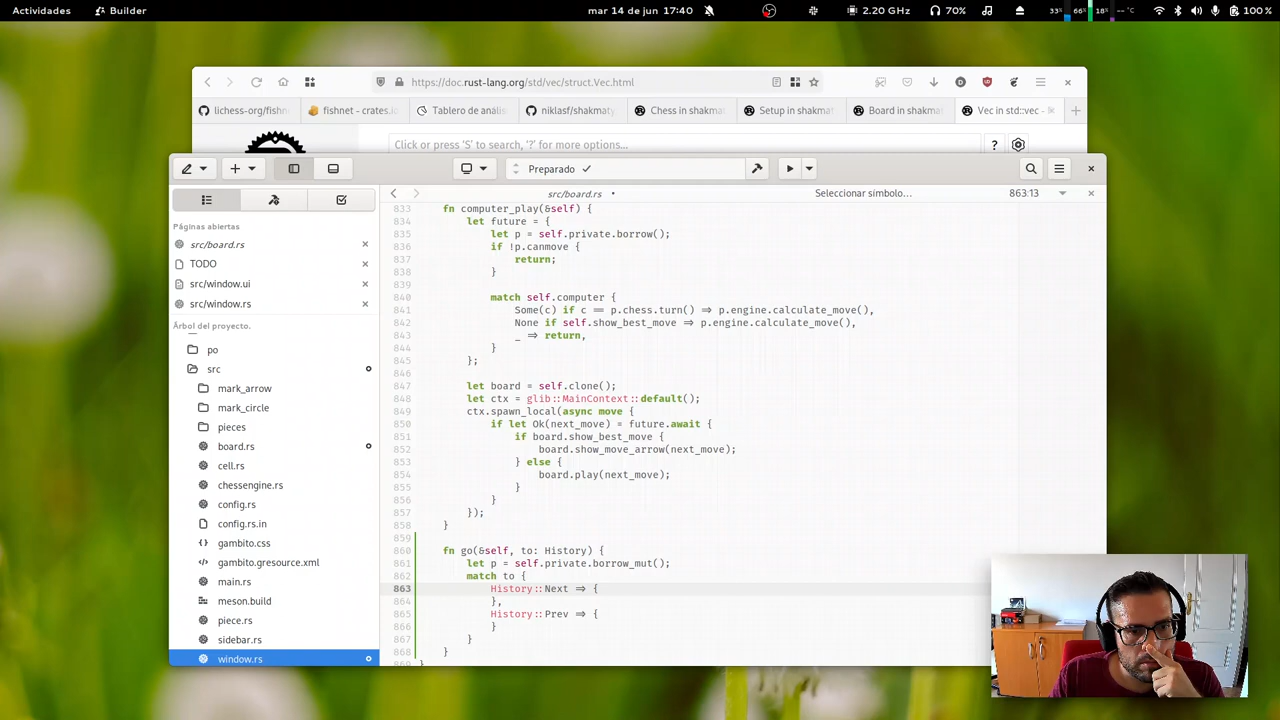 Actividades
Builder
mar 14 de jun 17:40
2.20 GHz
70%
33%
66%
18%
--°C
100 %
https://doc.rust-lang.org/std/vec/struct.Vec.html
lichess-org/fishn
fishnet - crates.io
Tablero de anális
niklasf/shakmaty
Chess in shakmat
Setup in shakmat
Board in shakmat
Vec in std::vec -
Click or press 'S' to search, '?' for more options...
?
Preparado ✓
src/board.rs •
Seleccionar símbolo...
863:13
Páginas abiertas
src/board.rs
TODO
src/window.ui
src/window.rs
Árbol del proyecto.
po
src
mark_arrow
mark_circle
pieces
board.rs
cell.rs
chessengine.rs
config.rs
config.rs.in
gambito.css
gambito.gresource.xml
main.rs
meson.build
piece.rs
sidebar.rs
window.rs
833 fn computer_play(&self) {
834 let future = {
835 let p = self.private.borrow();
836 if !p.canmove {
837 return;
838 }
839
840 match self.computer {
841 Some(c) if c == p.chess.turn() => p.engine.calculate_move(),
842 None if self.show_best_move => p.engine.calculate_move(),
843 _ => return,
844 }
845 };
846
847 let board = self.clone();
848 let ctx = glib::MainContext::default();
849 ctx.spawn_local(async move {
850 if let Ok(next_move) = future.await {
851 if board.show_best_move {
852 board.show_move_arrow(next_move);
853 } else {
854 board.play(next_move);
855 }
856 }
857 });
858 }
859
860 fn go(&self, to: History) {
861 let p = self.private.borrow_mut();
862 match to {
863 History::Next => {
864 },
865 History::Prev => {
866 }
867 }
868 }
869 }